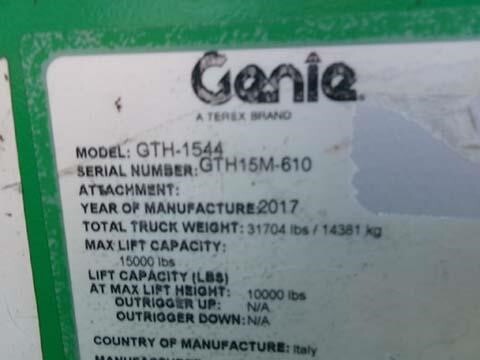 Genie
A TEREX BRAND
MODEL: GTH-1544
SERIAL NUMBER: GTH15M-610
ATTACHMENT:
YEAR OF MANUFACTURE: 2017
TOTAL TRUCK WEIGHT: 31704 lbs / 14381 kg
MAX LIFT CAPACITY:
15000 lbs
LIFT CAPACITY (LBS)
AT MAX LIFT HEIGHT: 10000 lbs
OUTRIGGER UP: N/A
OUTRIGGER DOWN: N/A
COUNTRY OF MANUFACTURE: Italy
MANUFACTURER